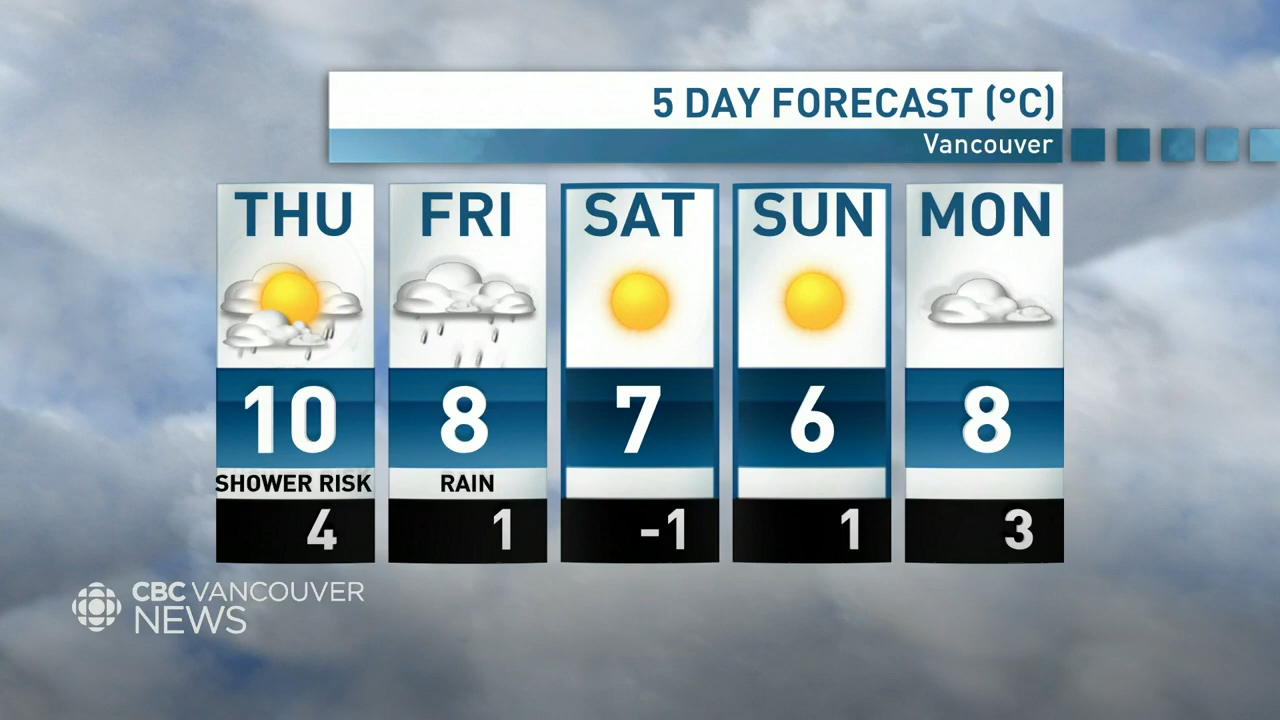 5 DAY FORECAST (°C)
Vancouver
THU FRI SAT SUN MON
10 8 7 6 8
SHOWER RISK RAIN
4 1 -1 1 3
CBC VANCOUVER
NEWS